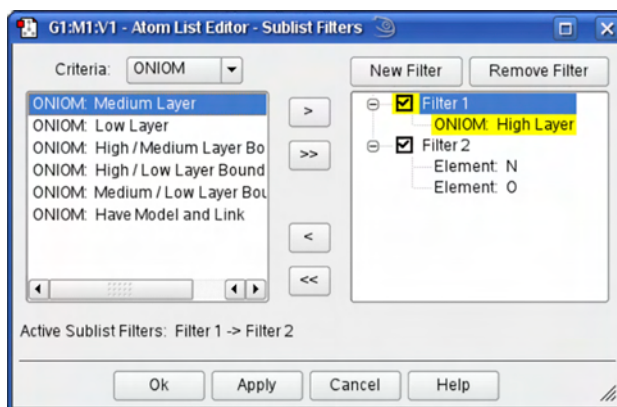 G1:M1:V1 - Atom List Editor - Sublist Filters
Criteria: ONIOM
New Filter Remove Filter
ONIOM: Medium Layer
ONIOM: Low Layer
ONIOM: High / Medium Layer Bo
ONIOM: High / Low Layer Bound
ONIOM: Medium / Low Layer Bou
ONIOM: Have Model and Link
>
>>
<
<<
Filter 1
ONIOM: High Layer
Filter 2
Element: N
Element: O
Active Sublist Filters: Filter 1 -> Filter 2
Ok Apply Cancel Help